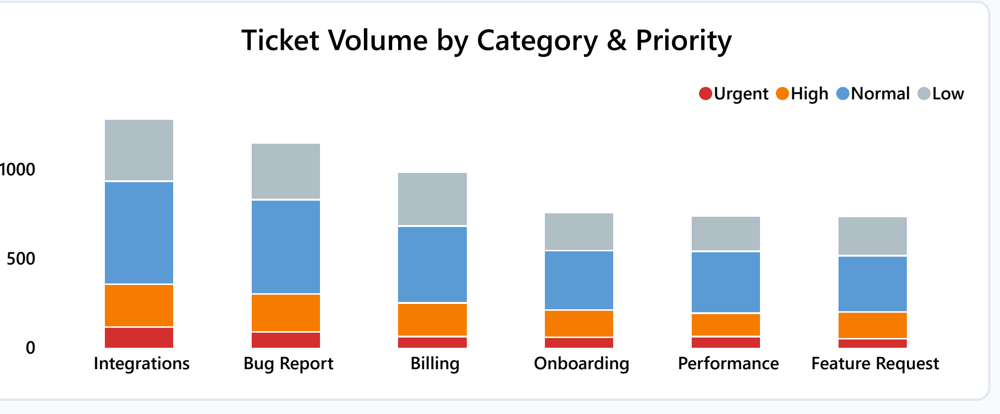 Ticket Volume by Category & Priority
Urgent High Normal Low
1000
500
0
Integrations Bug Report Billing Onboarding Performance Feature Request